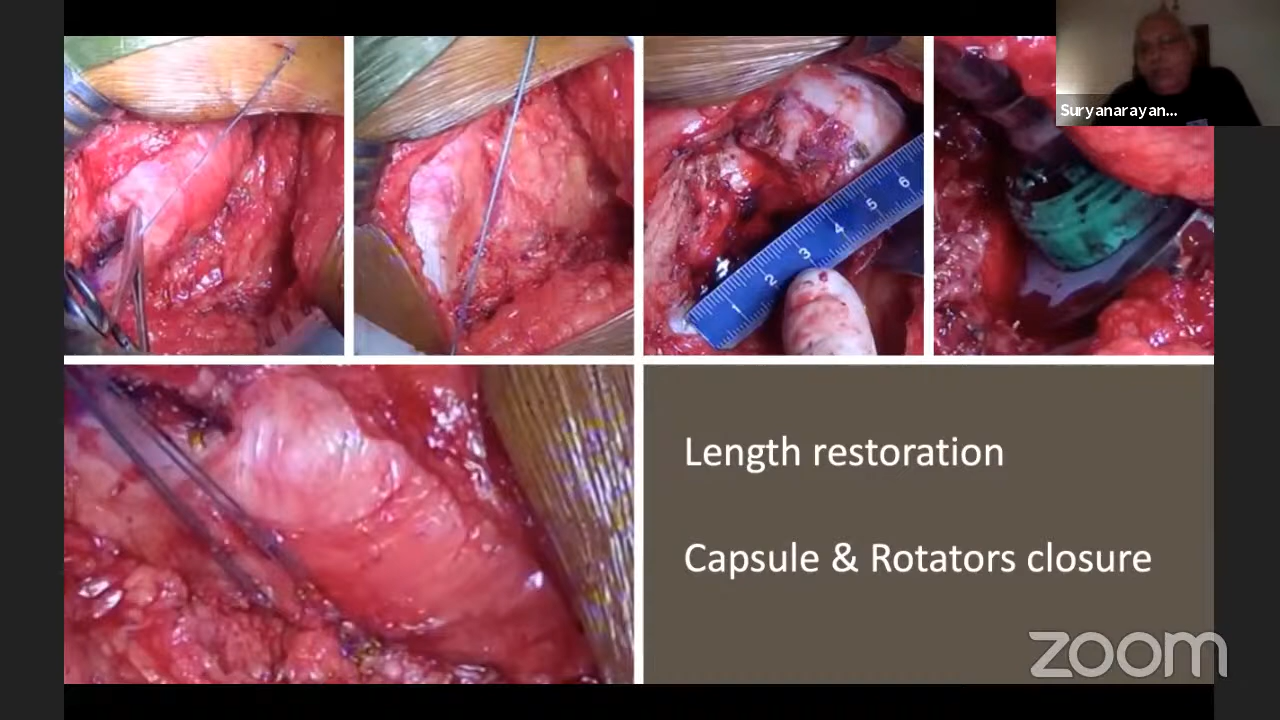 Suryanarayan...
1 2 3 4 5 6
Length restoration
Capsule & Rotators closure
zoom